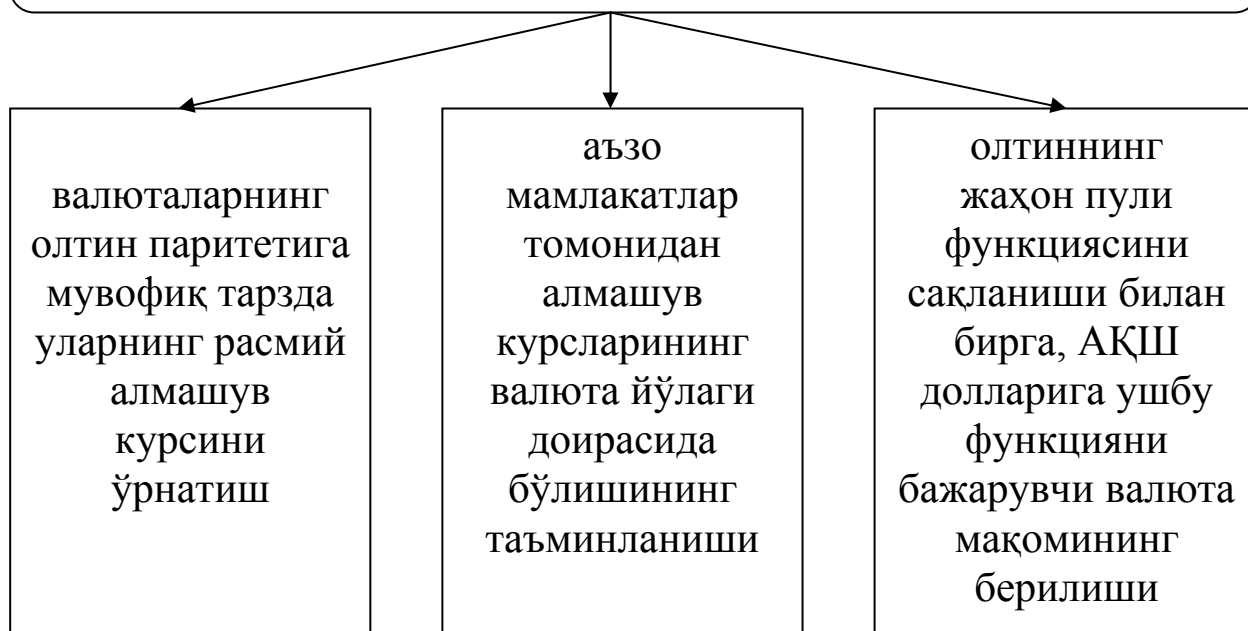 валюталарнинг
олтин паритетига
мувофиқ тарзда
уларнинг расмий
алмашув
курсини
ўрнатиш
аъзо
мамлакатлар
томонидан
алмашув
курсларининг
валюта йўлаги
доирасида
бўлишининг
таъминланиши
олтиннинг
жаҳон пули
функциясини
сақланиши билан
бирга, АҚШ
долларига ушбу
функцияни
бажарувчи валюта
мақомининг
берилиши